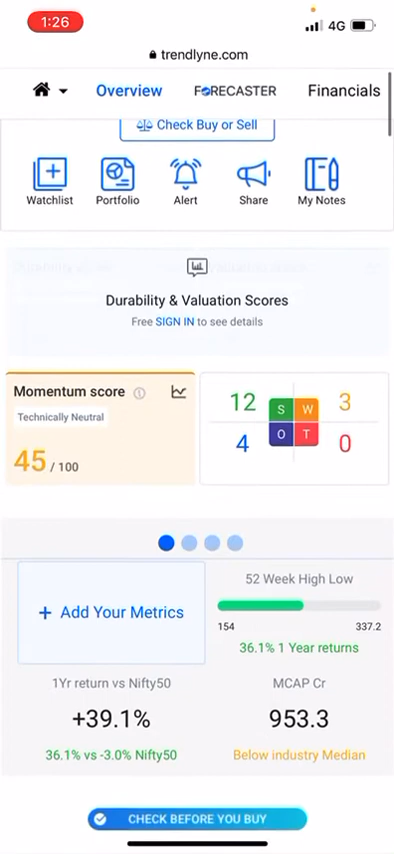 1:26
4G
trendlyne.com
Overview
FORECASTER
Financials
Check Buy or Sell
Watchlist
Portfolio
Alert
Share
My Notes
Durability & Valuation Scores
Free SIGN IN to see details
Momentum score
Technically Neutral
45 / 100
12 S W 3
4 O T 0
+ Add Your Metrics
52 Week High Low
154 337.2
36.1% 1 Year returns
1Yr return vs Nifty50
+39.1%
36.1% vs -3.0% Nifty50
MCAP Cr
953.3
Below industry Median
CHECK BEFORE YOU BUY